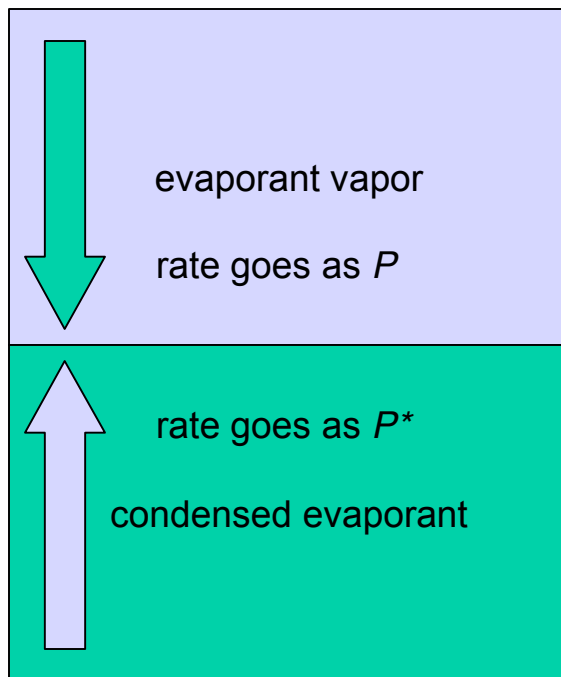 evaporant vapor
rate goes as P
rate goes as P*
condensed evaporant